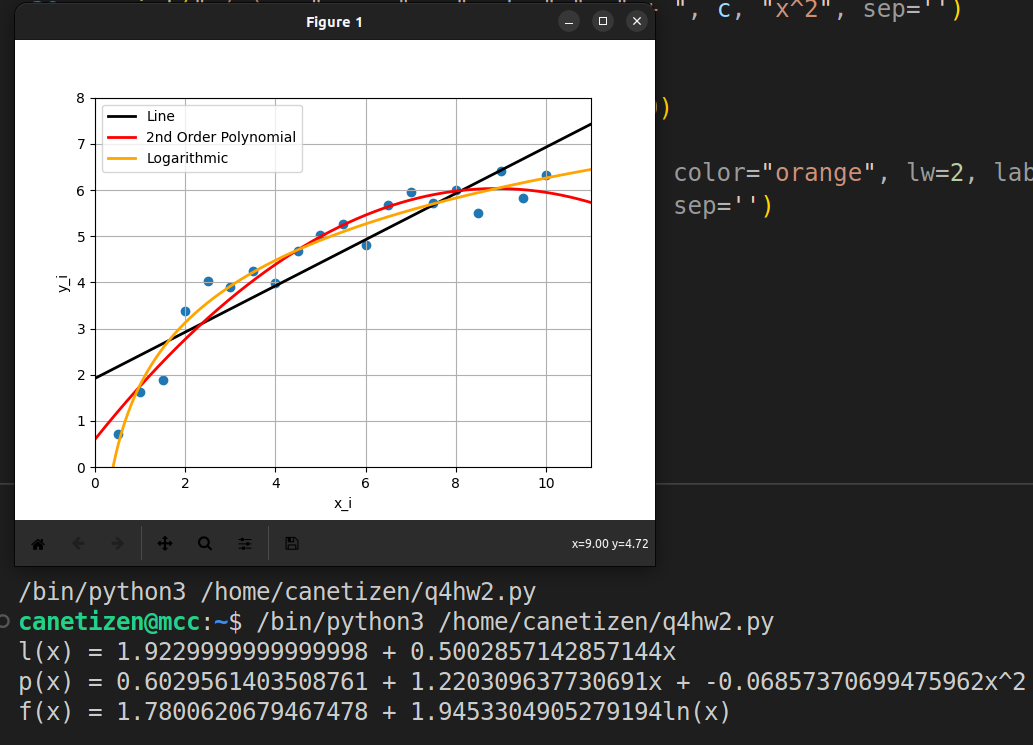 ", c, "x^2", sep='')
Figure 1
)
color="orange", lw=2, lab
sep='')
Line
2nd Order Polynomial
Logarithmic
8
7
6
5
4
3
2
1
0
y_i
0 2 4 6 8 10
x_i
x=9.00 y=4.72
/bin/python3 /home/canetizen/q4hw2.py
canetizen@mcc:~$ /bin/python3 /home/canetizen/q4hw2.py
l(x) = 1.9229999999999998 + 0.5002857142857144x
p(x) = 0.6029561403508761 + 1.220309637730691x + -0.06857370699475962x^2
f(x) = 1.7800620679467478 + 1.9453304905279194ln(x)